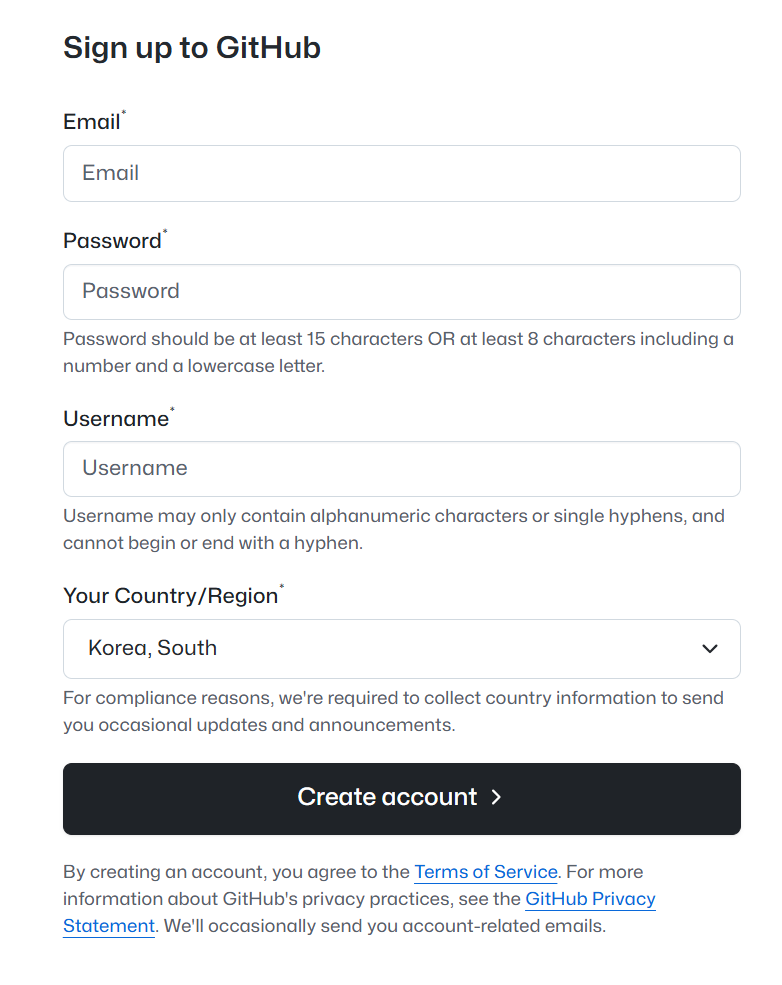 Sign up to GitHub
Email*
Email
Password*
Password
Password should be at least 15 characters OR at least 8 characters including a
number and a lowercase letter.
Username*
Username
Username may only contain alphanumeric characters or single hyphens, and
cannot begin or end with a hyphen.
Your Country/Region*
Korea, South
For compliance reasons, we're required to collect country information to send
you occasional updates and announcements.
Create account
By creating an account, you agree to the Terms of Service. For more
information about GitHub's privacy practices, see the GitHub Privacy
Statement. We'll occasionally send you account-related emails.